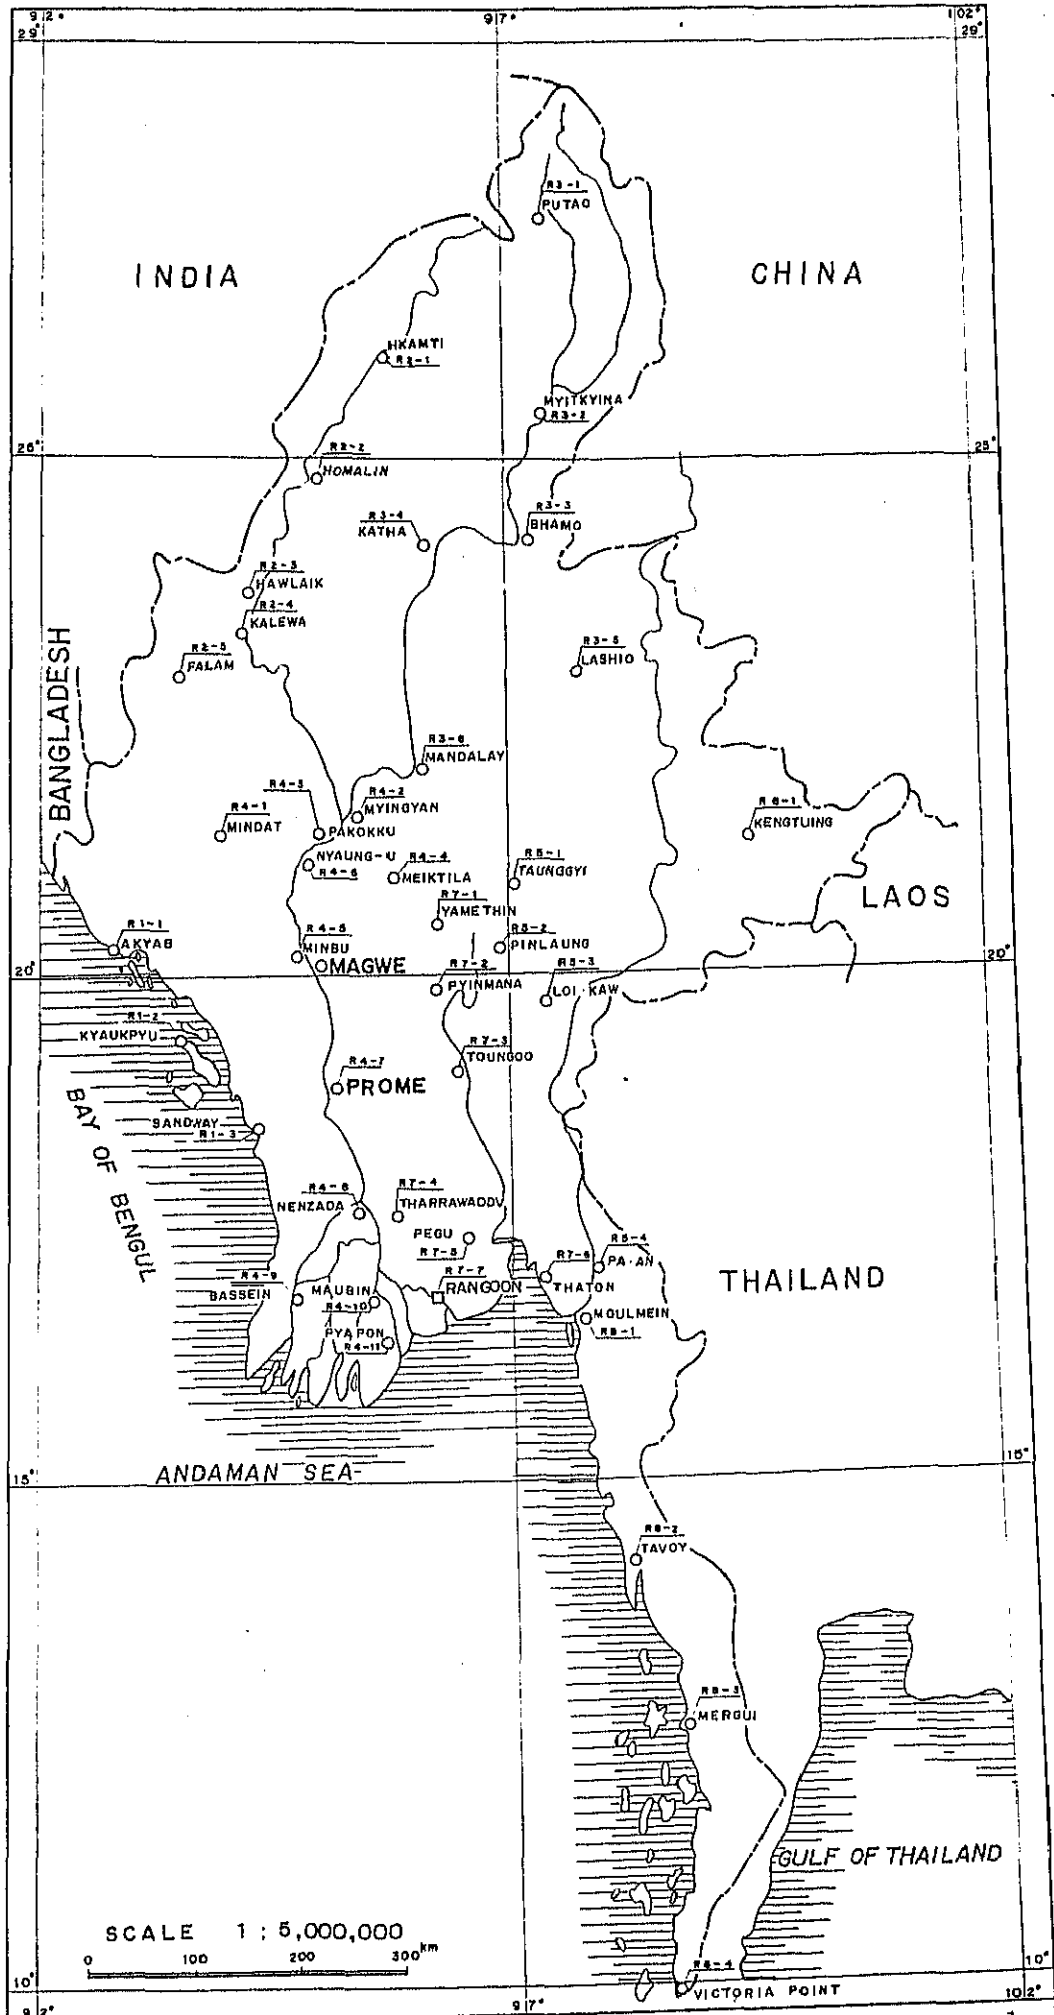 92°
97°
102°
29°
29°
R3-1
PUTAO
INDIA
CHINA
HKAMTI
R2-1
MYITKYINA
R3-2
25°
25°
R2-2
HOMALIN
R3-4
KATHA
R3-3
BHAMO
R2-3
HAWLAIK
R2-4
KALEWA
R2-5
FALAM
R3-5
LASHIO
BANGLADESH
R3-6
MANDALAY
R4-3
R4-2
MYINGYAN
R4-1
MINDAT
PAKOKKU
R6-1
KENGTUING
NYAUNG-U
R4-6
R4-4
MEIKTILA
R5-1
TAUNGGYI
LAOS
R7-1
YAMETHIN
R1-1
AKYAB
R4-5
MINBU
R5-2
PINLAUNG
MAGWE
20°
20°
R7-2
PYINMANA
R5-3
LOI·KAW
R1-2
KYAUKPYU
R7-3
TOUNGOO
R4-7
PROME
BAY OF BENGUL
SANDWAY
R1-3
R4-8
NENZADA
R7-4
THARRAWADDY
PEGU
R7-5
R5-4
PA·AN
R4-9
BASSEIN
MAUBIN
R4-10
R7-7
RANGOON
R7-6
THATON
THAILAND
PYAPON
R4-11
MOULMEIN
R8-1
ANDAMAN SEA
15°
15°
R8-2
TAVOY
R8-3
MERGUI
GULF OF THAILAND
SCALE 1 : 5,000,000
0 100 200 300km
R8-4
VICTORIA POINT
10°
10°
92°
97°
102°